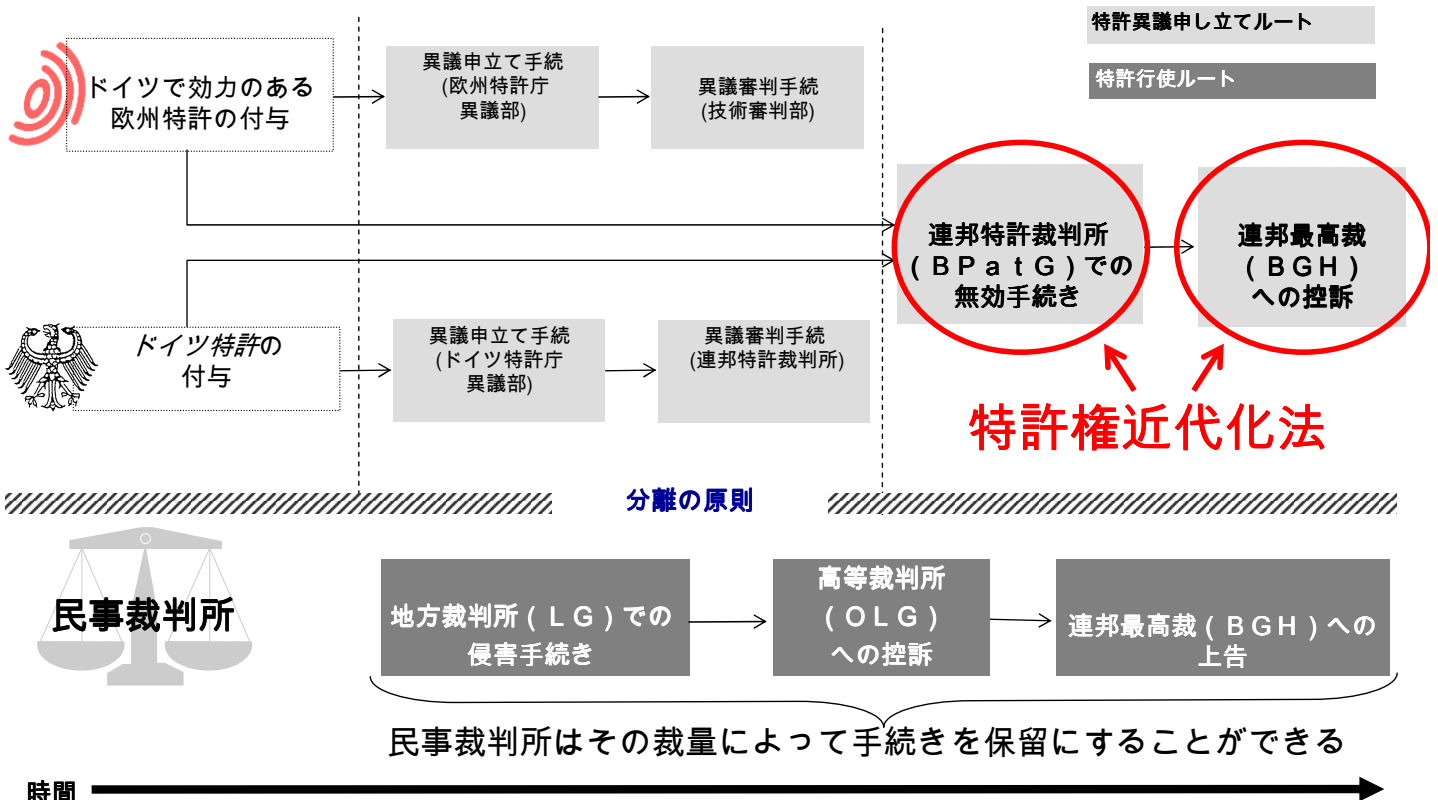 特許異議申し立てルート
特許行使ルート
ドイツで効力のある
欧州特許の付与
異議申立て手続
(欧州特許庁
異議部)
異議審判手続
(技術審判部)
連邦特許裁判所
(BPatG)での
無効手続き
連邦最高裁
(BGH)
への控訴
ドイツ特許の
付与
異議申立て手続
(ドイツ特許庁
異議部)
異議審判手続
(連邦特許裁判所)
特許権近代化法
分離の原則
民事裁判所
地方裁判所(LG)での
侵害手続き
高等裁判所
(OLG)
への控訴
連邦最高裁(BGH)への
上告
民事裁判所はその裁量によって手続きを保留にすることができる
時間